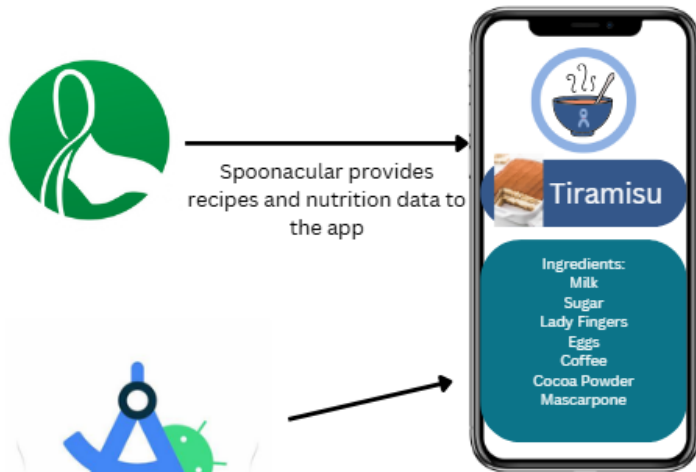 Spoonacular provides
recipes and nutrition data to
the app
Tiramisu
Ingredients:
Milk
Sugar
Lady Fingers
Eggs
Coffee
Cocoa Powder
Mascarpone